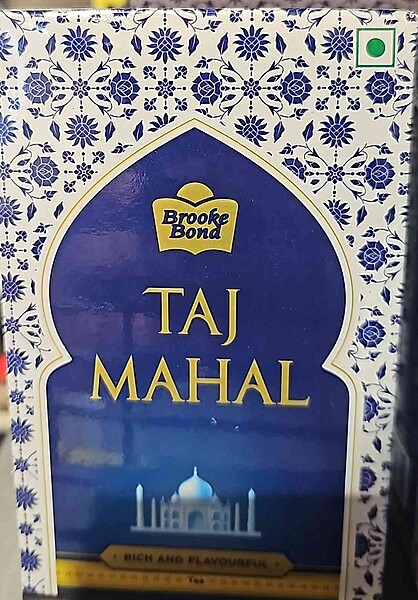 Brooke
Bond
TAJ
MAHAL
RICH AND FLAVOURFUL
Tea